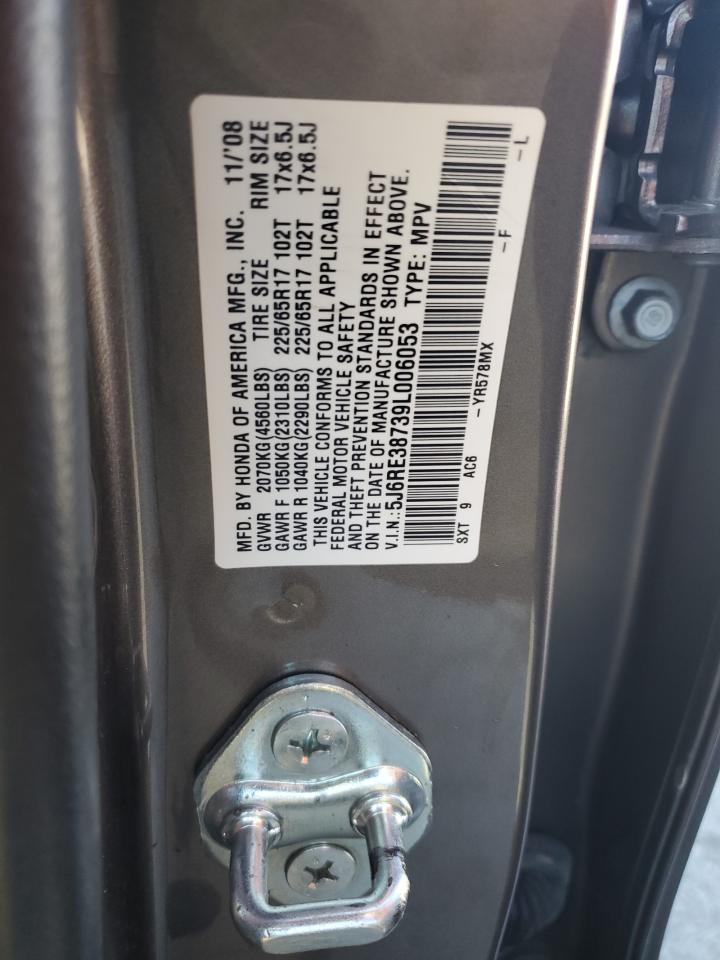 MFD. BY HONDA OF AMERICA MFG., INC. 11/'08
GVWR 2070KG(4560LBS) TIRE SIZE RIM SIZE
GAWR F 1050KG(2310LBS) 225/65R17 102T 17x6.5J
GAWR R 1040KG(2290LBS) 225/65R17 102T 17x6.5J
THIS VEHICLE CONFORMS TO ALL APPLICABLE
FEDERAL MOTOR VEHICLE SAFETY
AND THEFT PREVENTION STANDARDS IN EFFECT
ON THE DATE OF MANUFACTURE SHOWN ABOVE.
V.I.N.:5J6RE38739L006053 TYPE: MPV
SXT 9 AC6 -YR578MX -F -L